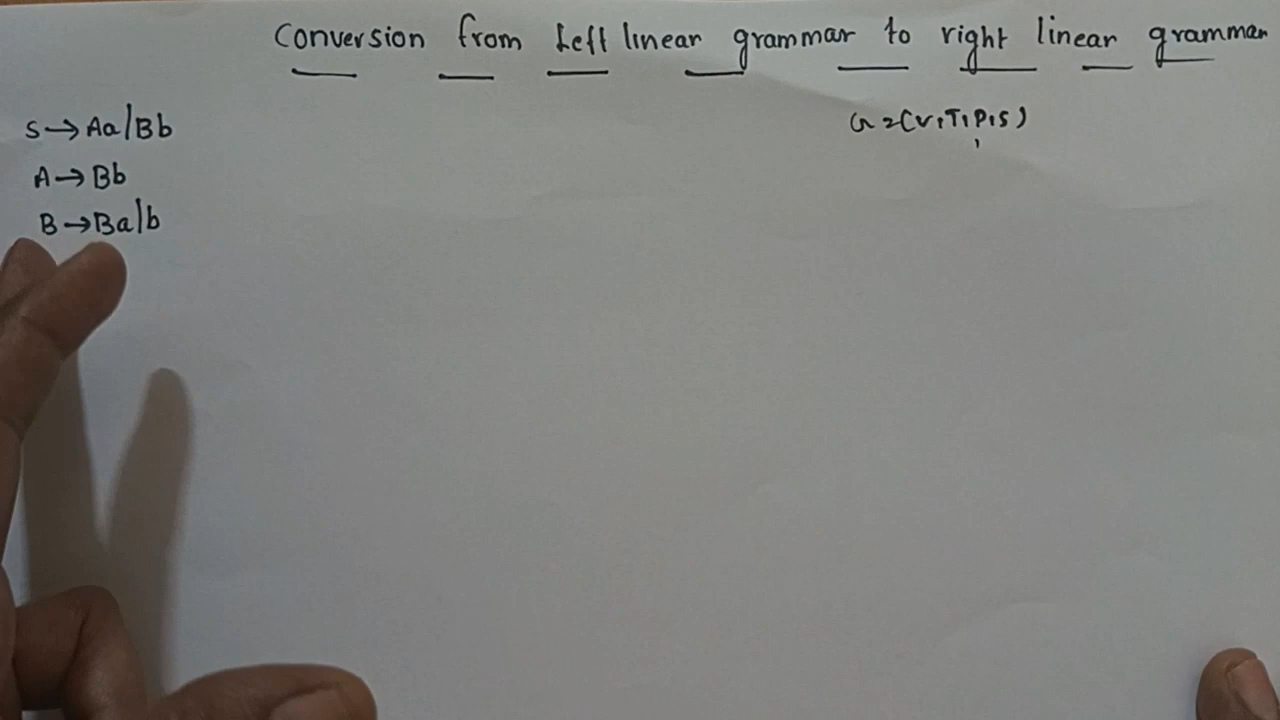 Conversion from Left linear grammar to right linear grammar
G=(V,T,P,S)
S→Aa|Bb
A→Bb
B→Ba|b